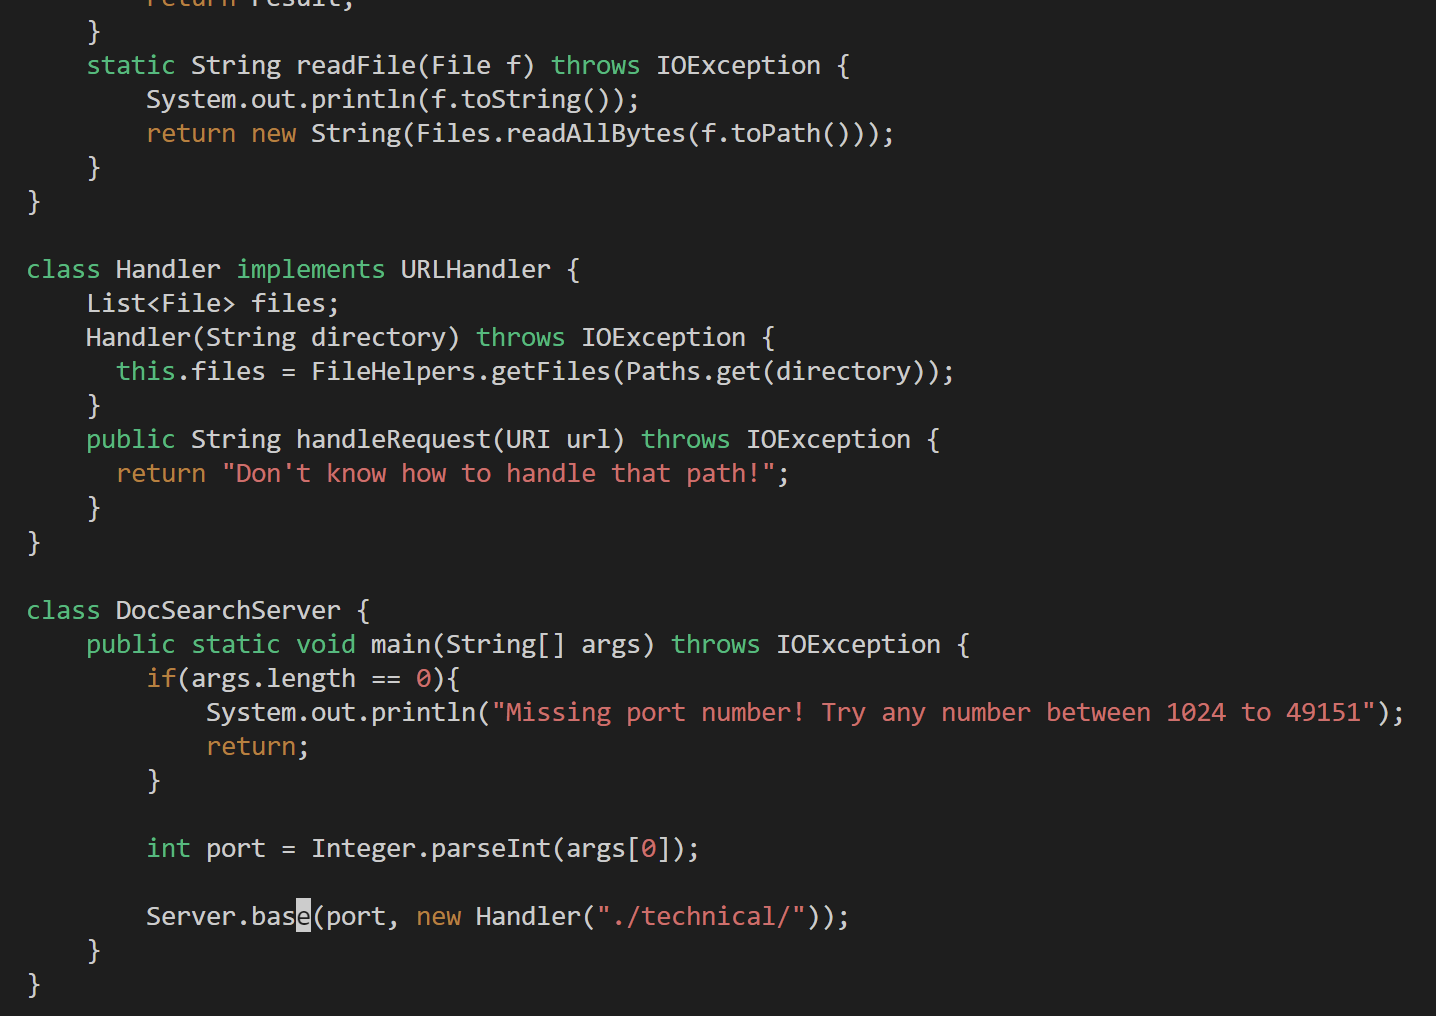 return result;
    }
    static String readFile(File f) throws IOException {
        System.out.println(f.toString());
        return new String(Files.readAllBytes(f.toPath()));
    }
}

class Handler implements URLHandler {
    List<File> files;
    Handler(String directory) throws IOException {
      this.files = FileHelpers.getFiles(Paths.get(directory));
    }
    public String handleRequest(URI url) throws IOException {
      return "Don't know how to handle that path!";
    }
}

class DocSearchServer {
    public static void main(String[] args) throws IOException {
        if(args.length == 0){
            System.out.println("Missing port number! Try any number between 1024 to 49151");
            return;
        }

        int port = Integer.parseInt(args[0]);

        Server.base(port, new Handler("./technical/"));
    }
}